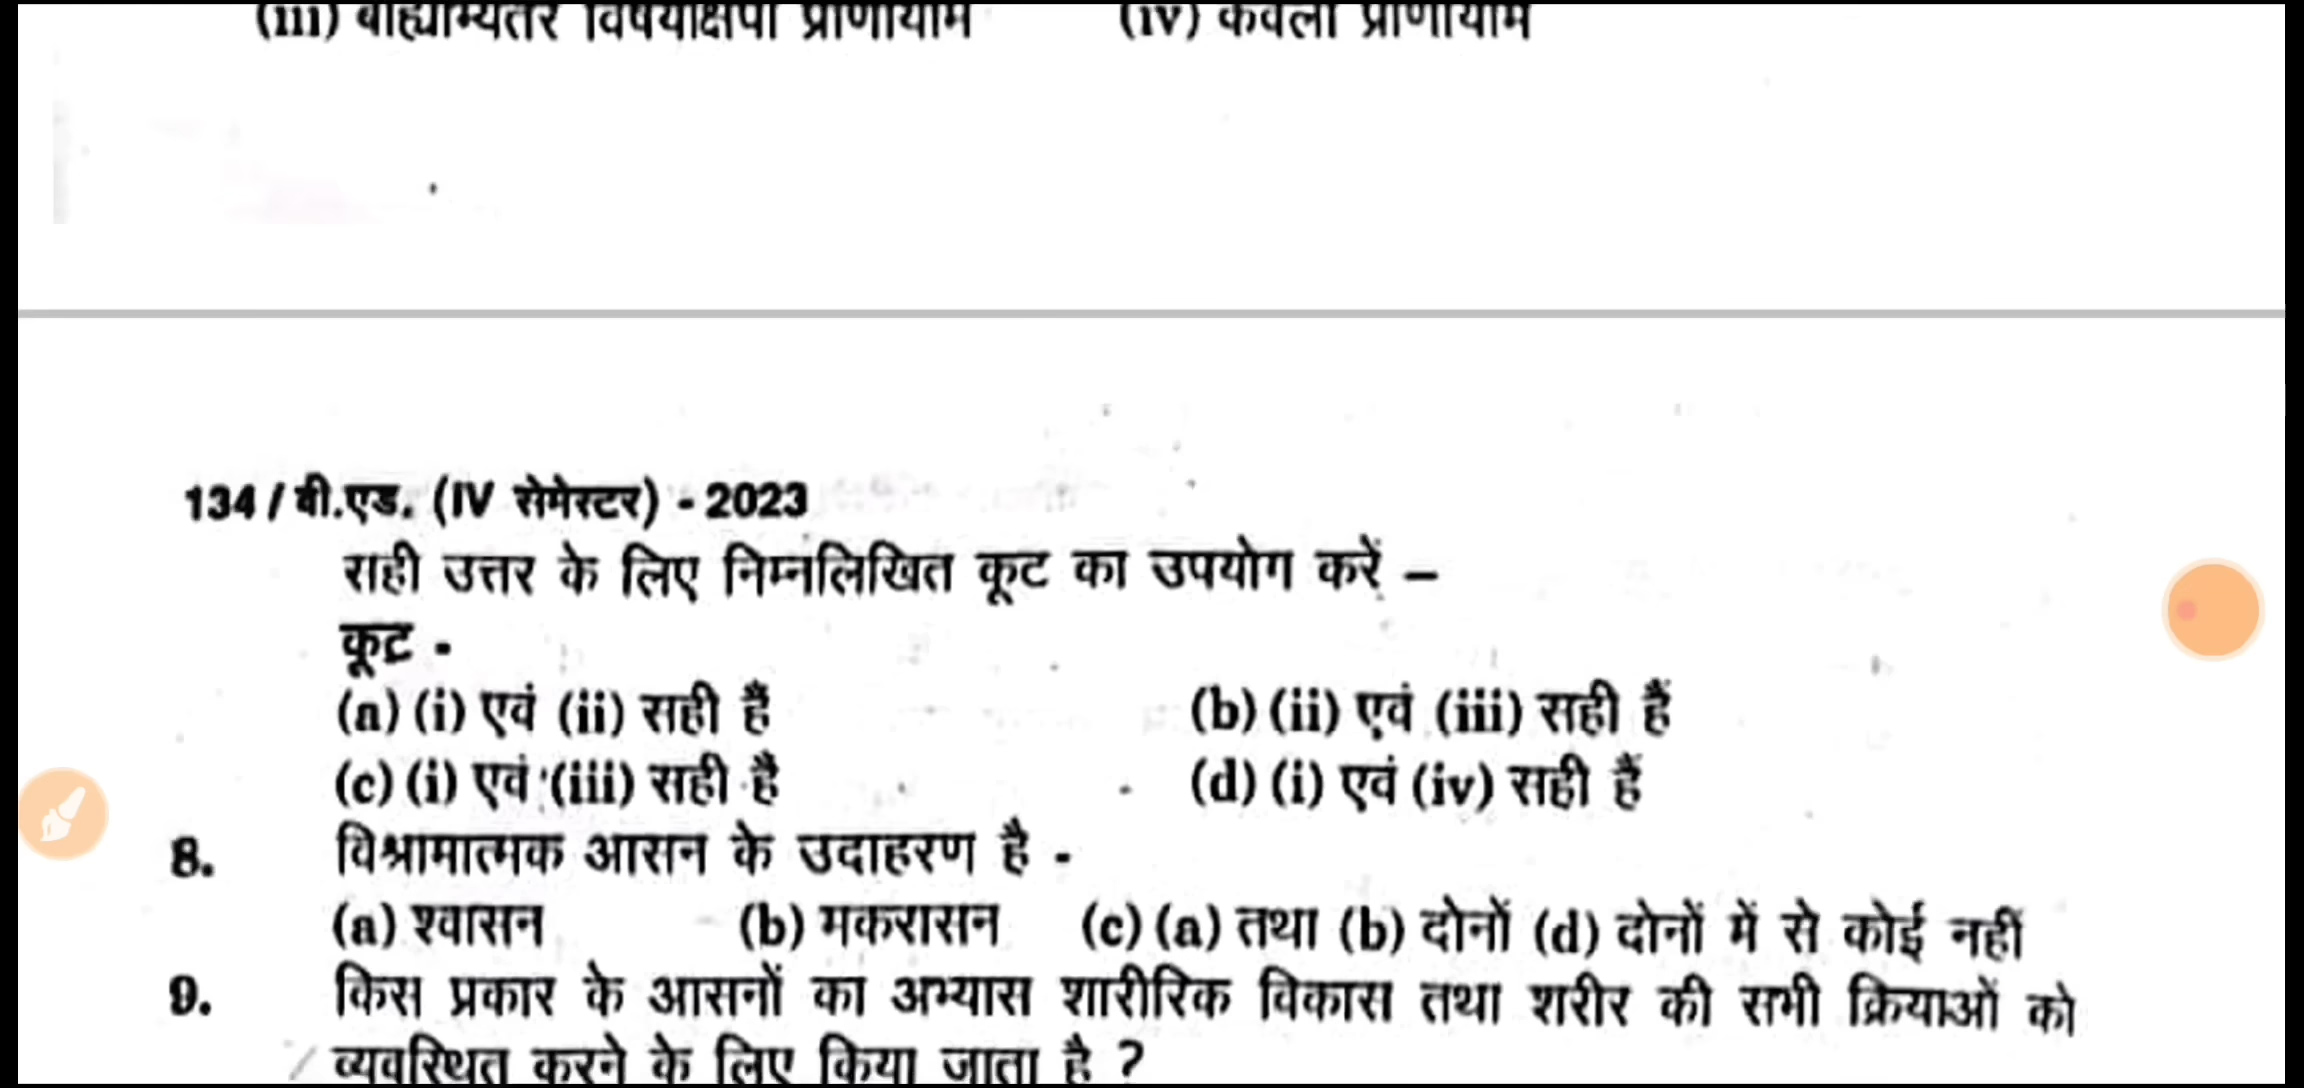 (iii) बाह्याभ्यंतर विषयाक्षेपी प्राणायाम (iv) केवली प्राणायाम
134 / बी.एड. (IV सेमेस्टर) - 2023
सही उत्तर के लिए निम्नलिखित कूट का उपयोग करें –
कूट -
(a) (i) एवं (ii) सही हैं (b) (ii) एवं (iii) सही हैं
(c) (i) एवं (iii) सही है (d) (i) एवं (iv) सही हैं
8. विश्रामात्मक आसन के उदाहरण है -
(a) श्वासन (b) मकरासन (c) (a) तथा (b) दोनों (d) दोनों में से कोई नहीं
9. किस प्रकार के आसनों का अभ्यास शारीरिक विकास तथा शरीर की सभी क्रियाओं को
व्यवस्थित करने के लिए किया जाता है ?